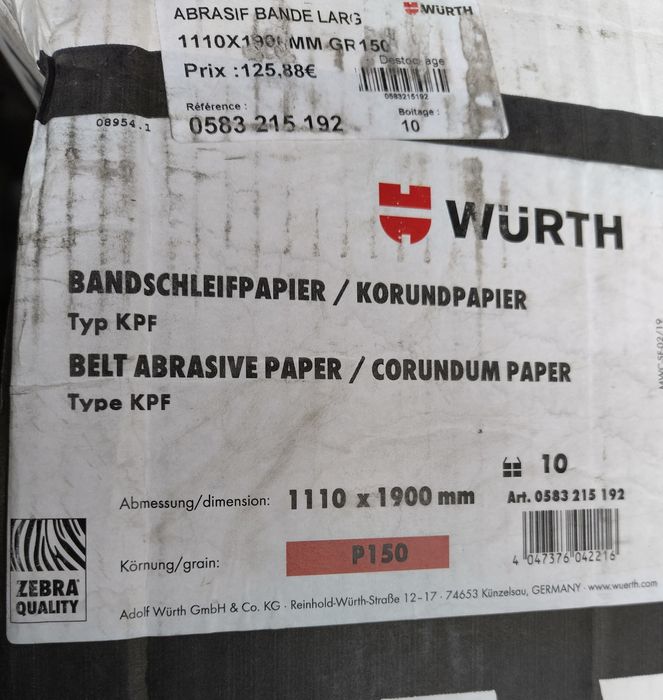 ABRASIF BANDE LARG
WÜRTH
1110X1900MM GR150
Destockage
Prix :125,88€
0583215192
Référence :
Boitage :
0583 215 192
10
08954.1
WÜRTH
BANDSCHLEIFPAPIER / KORUNDPAPIER
Typ KPF
BELT ABRASIVE PAPER / CORUNDUM PAPER
Type KPF
10
Abmessung/dimension: 1110 x 1900 mm
Art. 0583 215 192
Körnung/grain: P150
4 047376 042216
ZEBRA
QUALITY
Adolf Würth GmbH & Co. KG · Reinhold-Würth-Straße 12–17 · 74653 Künzelsau, GERMANY · www.wuerth.com